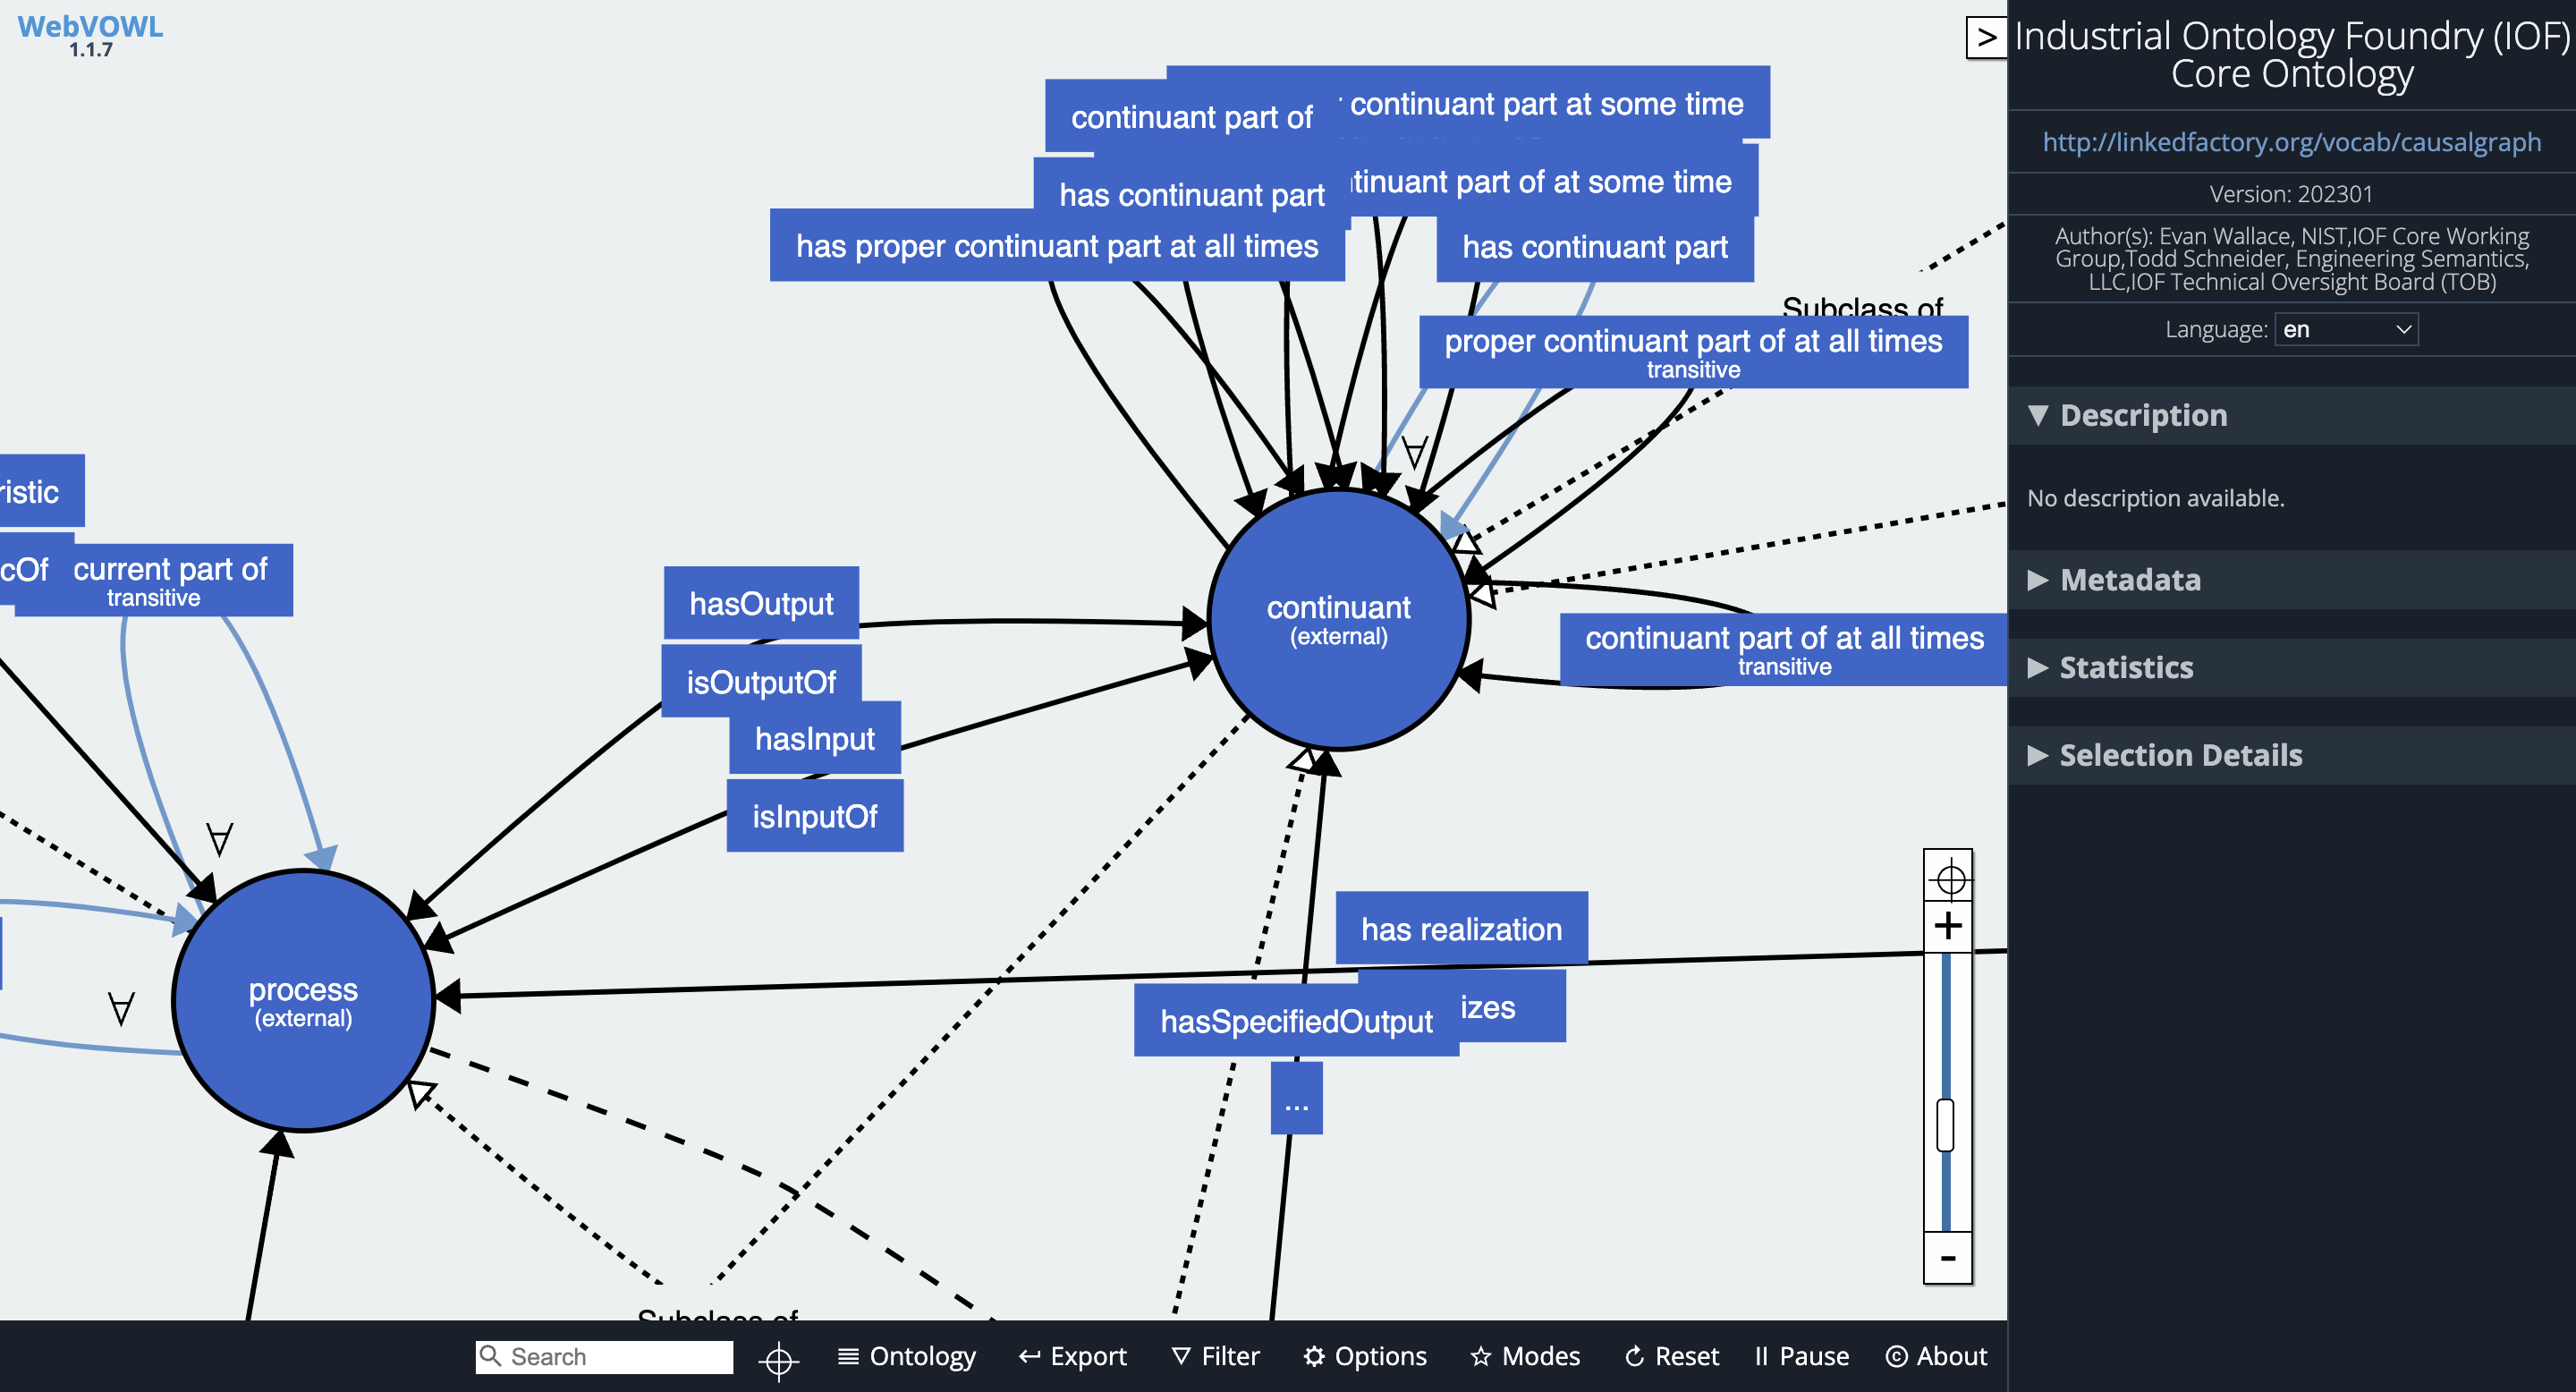 WebVOWL
1.1.7
continuant part of
continuant part at some time
has continuant part
part of at some time
has proper continuant part at all times
has continuant part
Subclass of
proper continuant part of at all times
transitive
current part of
transitive
hasOutput
isOutputOf
hasInput
isInputOf
continuant
(external)
continuant part of at all times
transitive
process
(external)
has realization
hasSpecifiedOutput
...
Subclass of
>
+
-
Industrial Ontology Foundry (IOF)
Core Ontology
http://linkedfactory.org/vocab/causalgraph
Version: 202301
Author(s): Evan Wallace, NIST,IOF Core Working
Group,Todd Schneider, Engineering Semantics,
LLC,IOF Technical Oversight Board (TOB)
Language: en
Description
No description available.
Metadata
Statistics
Selection Details
Search
Ontology
Export
Filter
Options
Modes
Reset
Pause
About